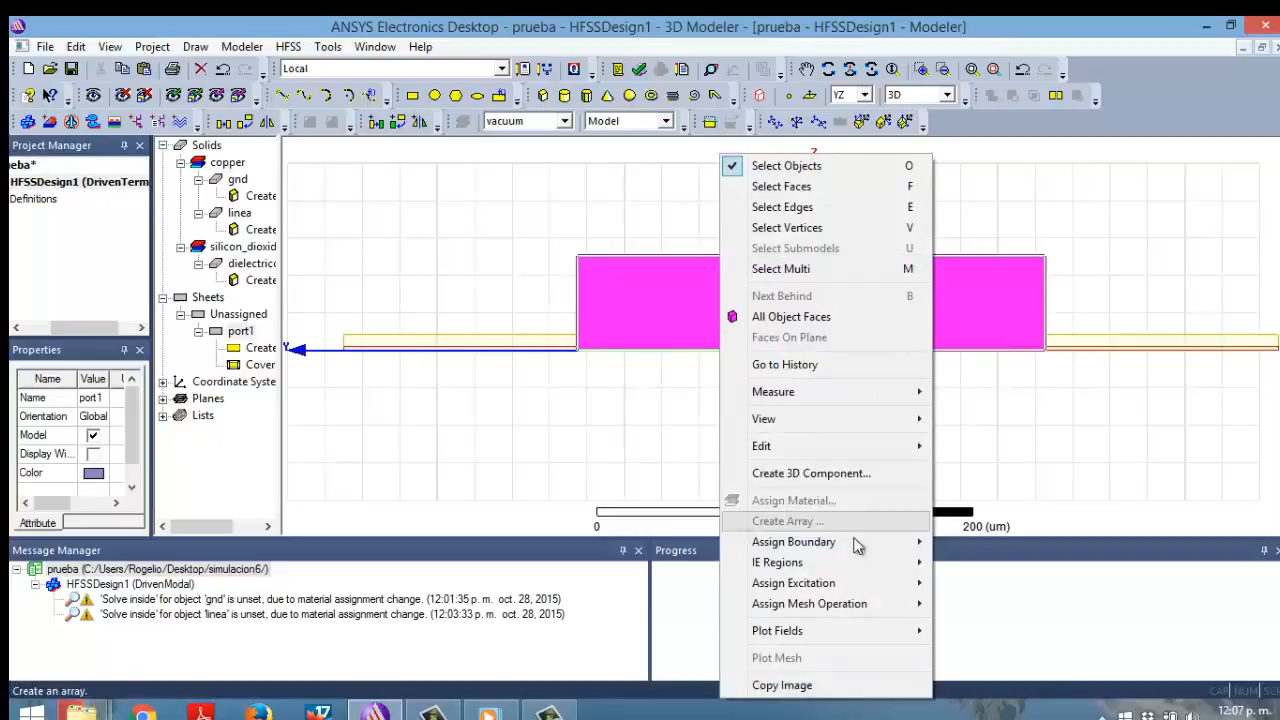 ANSYS Electronics Desktop - prueba - HFSSDesign1 - 3D Modeler - [prueba - HFSSDesign1 - Modeler]
File Edit View Project Draw Modeler HFSS Tools Window Help
Local
YZ 3D
vacuum Model
Project Manager
eba*
HFSSDesign1 (DrivenTerm
Definitions
Solids
copper
gnd
Create
linea
Create
silicon_dioxid
dielectrico
Create
Sheets
Unassigned
port1
Create
Cover
Coordinate Syste
Planes
Lists
Properties
Name Value
Name port1
Orientation Global
Model
Display Wi...
Color
Attribute
Z
Y
0 200 (um)
Select Objects O
Select Faces F
Select Edges E
Select Vertices V
Select Submodels U
Select Multi M
Next Behind B
All Object Faces
Faces On Plane
Go to History
Measure
View
Edit
Create 3D Component...
Assign Material...
Create Array ...
Assign Boundary
IE Regions
Assign Excitation
Assign Mesh Operation
Plot Fields
Plot Mesh
Copy Image
Message Manager
prueba (C:/Users/Rogelio/Desktop/simulacion6/)
HFSSDesign1 (DrivenModal)
'Solve inside' for object 'gnd' is unset, due to material assignment change. (12:01:35 p. m. oct. 28, 2015)
'Solve inside' for object 'linea' is unset, due to material assignment change. (12:03:33 p. m. oct. 28, 2015)
Progress
Create an array.
CAP NUM SC
17
12:07 p. m.